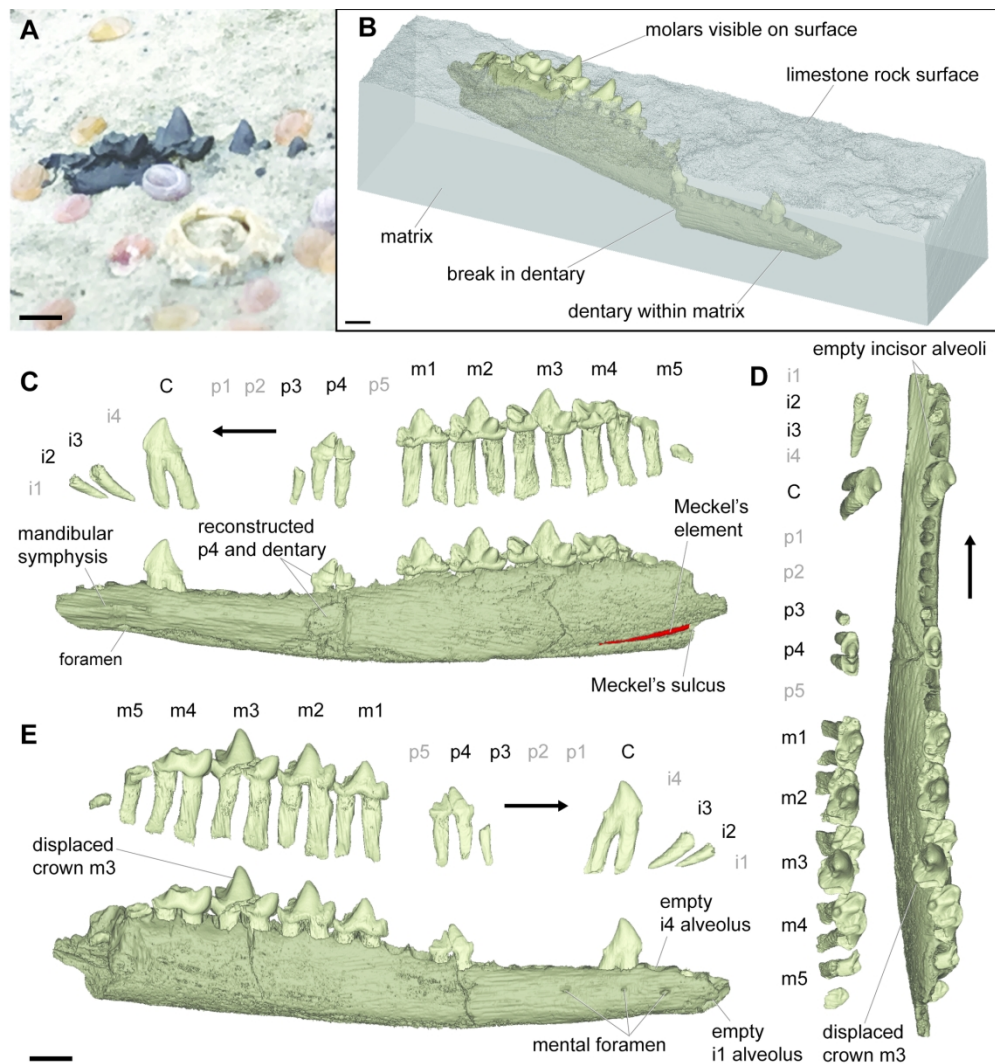 A
B
molars visible on surface
limestone rock surface
matrix
break in dentary
dentary within matrix
C
i1
i2
i3
i4
C
p1 p2 p3 p4 p5
m1 m2 m3 m4 m5
mandibular
symphysis
reconstructed
p4 and dentary
Meckel's
element
foramen
Meckel's sulcus
D
empty incisor alveoli
i1
i2
i3
i4
C
p1
p2
p3
p4
p5
m1
m2
m3
m4
m5
displaced
crown m3
E
m5 m4 m3 m2 m1
p5 p4 p3 p2 p1
C
i4
i3
i2
i1
displaced
crown m3
empty
i4 alveolus
mental foramen
empty
i1 alveolus